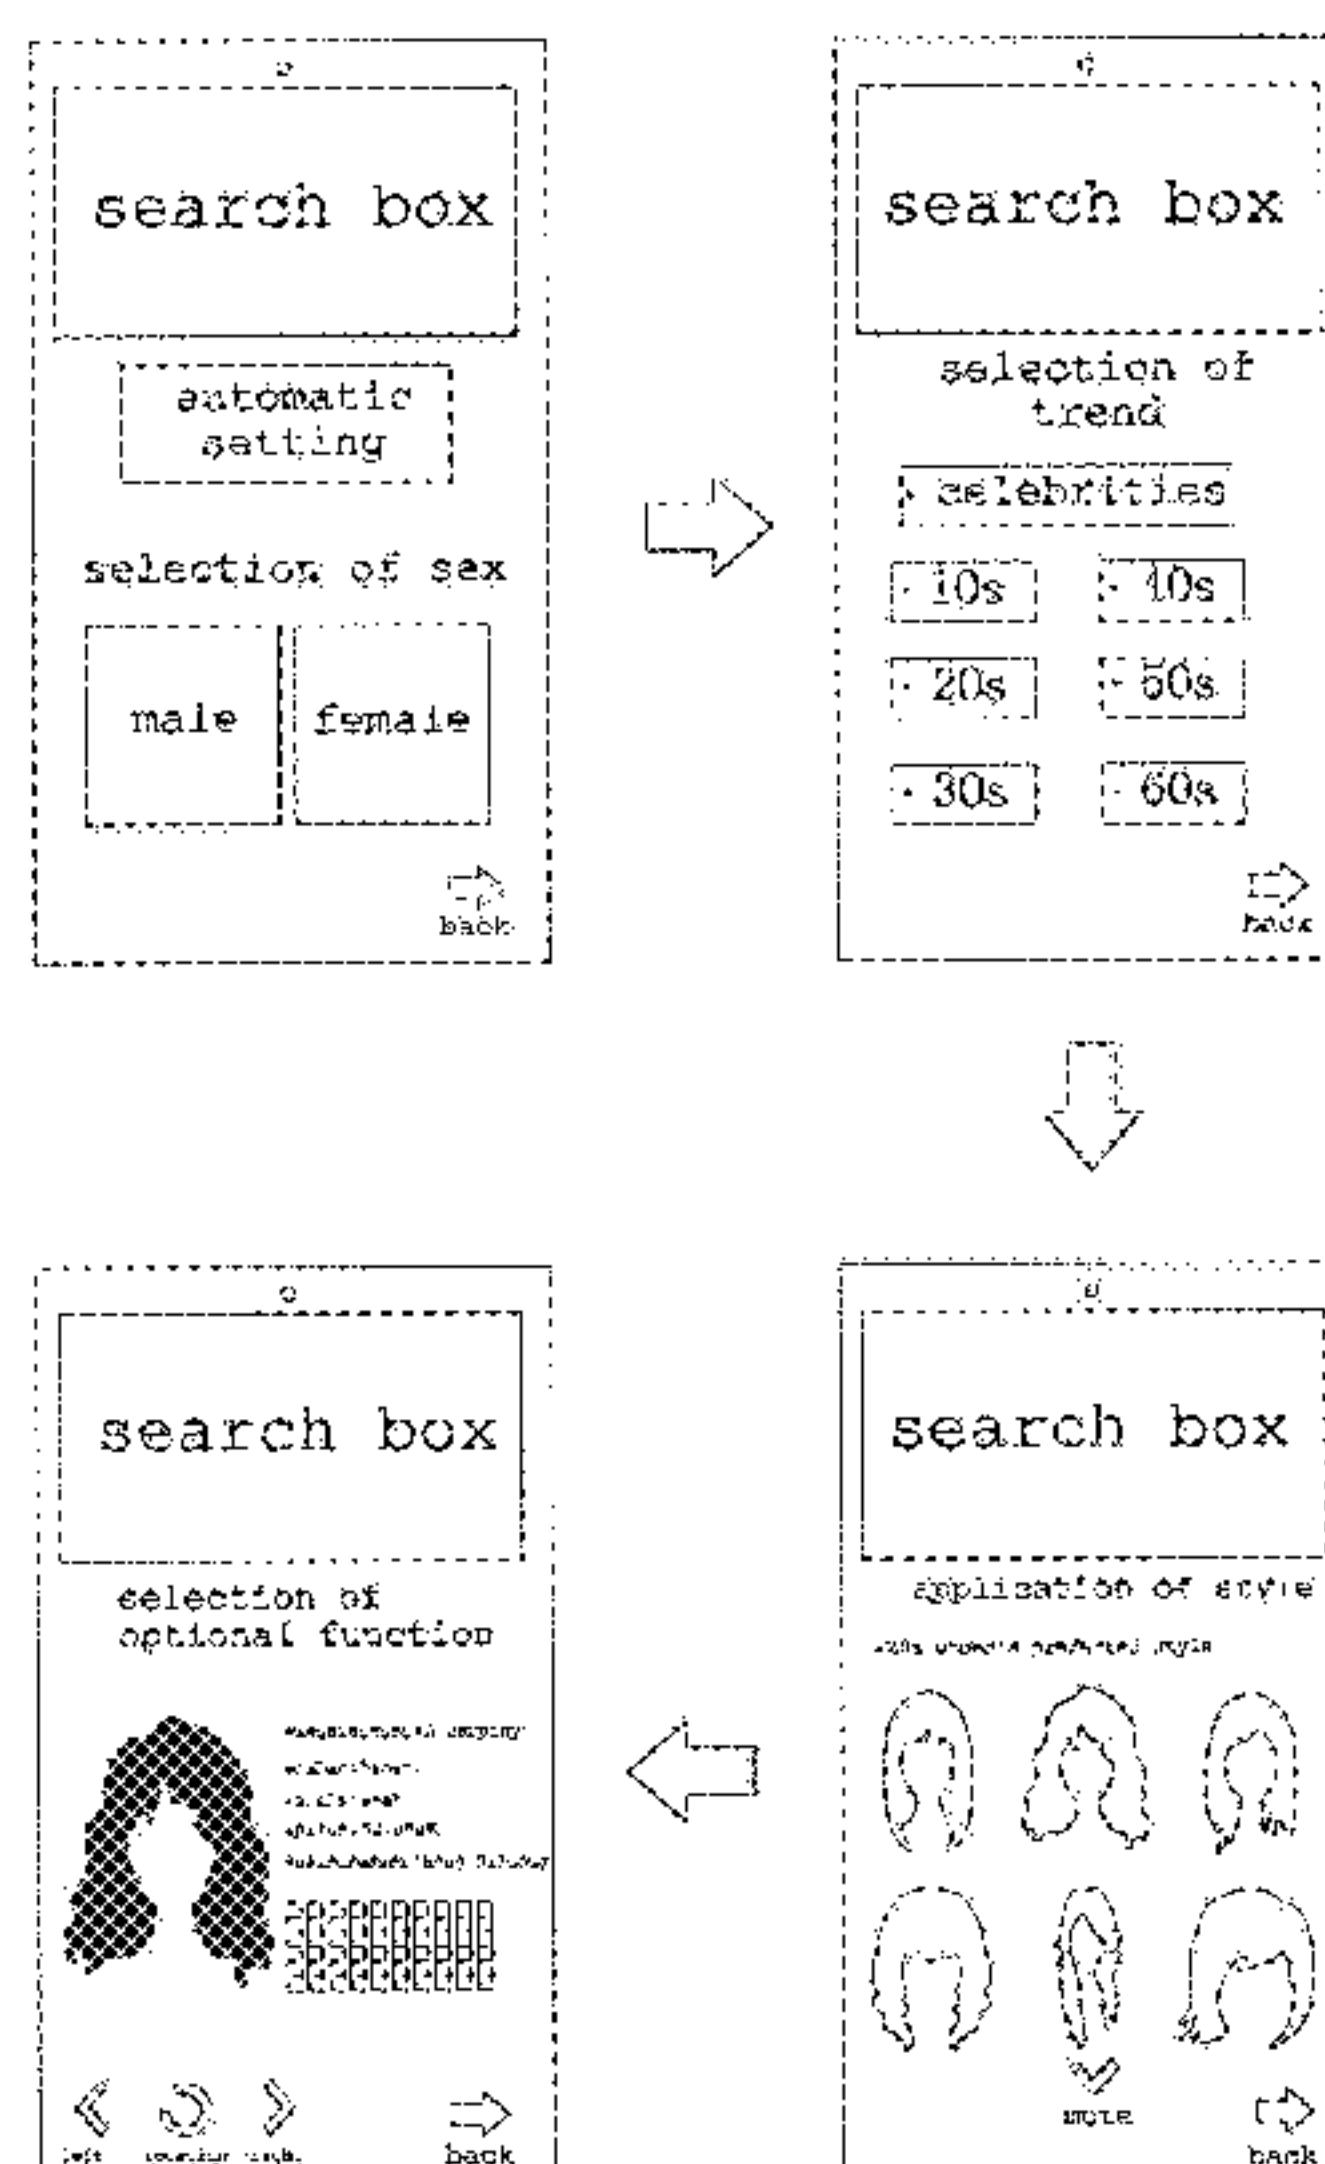 search box
automatic
setting
selection of sex
male
female
back
search box
selection of
trend
celebrities
10s
40s
20s
50s
30s
60s
back
search box
application of style
preferred style
more
back
search box
selection of
optional function
left
right
back